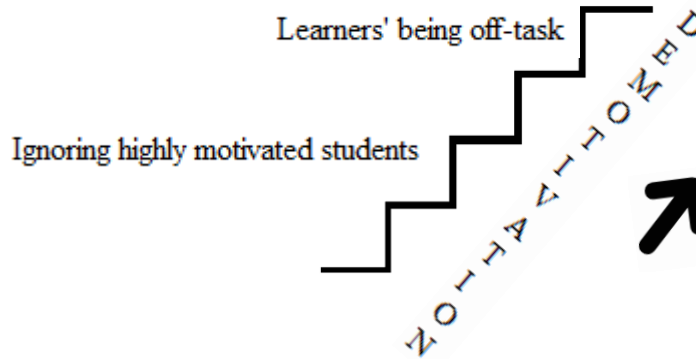 Learners' being off-task
Ignoring highly motivated students
DEMOTIVATION